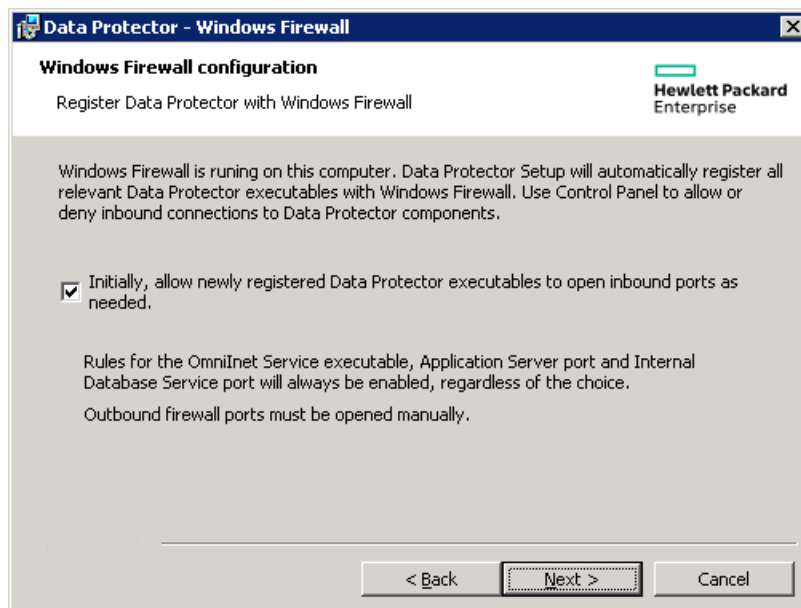 Data Protector - Windows Firewall
Windows Firewall configuration
Register Data Protector with Windows Firewall
Hewlett Packard
Enterprise
Windows Firewall is runing on this computer. Data Protector Setup will automatically register all
relevant Data Protector executables with Windows Firewall. Use Control Panel to allow or
deny inbound connections to Data Protector components.
Initially, allow newly registered Data Protector executables to open inbound ports as
needed.
Rules for the OmniInet Service executable, Application Server port and Internal
Database Service port will always be enabled, regardless of the choice.
Outbound firewall ports must be opened manually.
< Back
Next >
Cancel